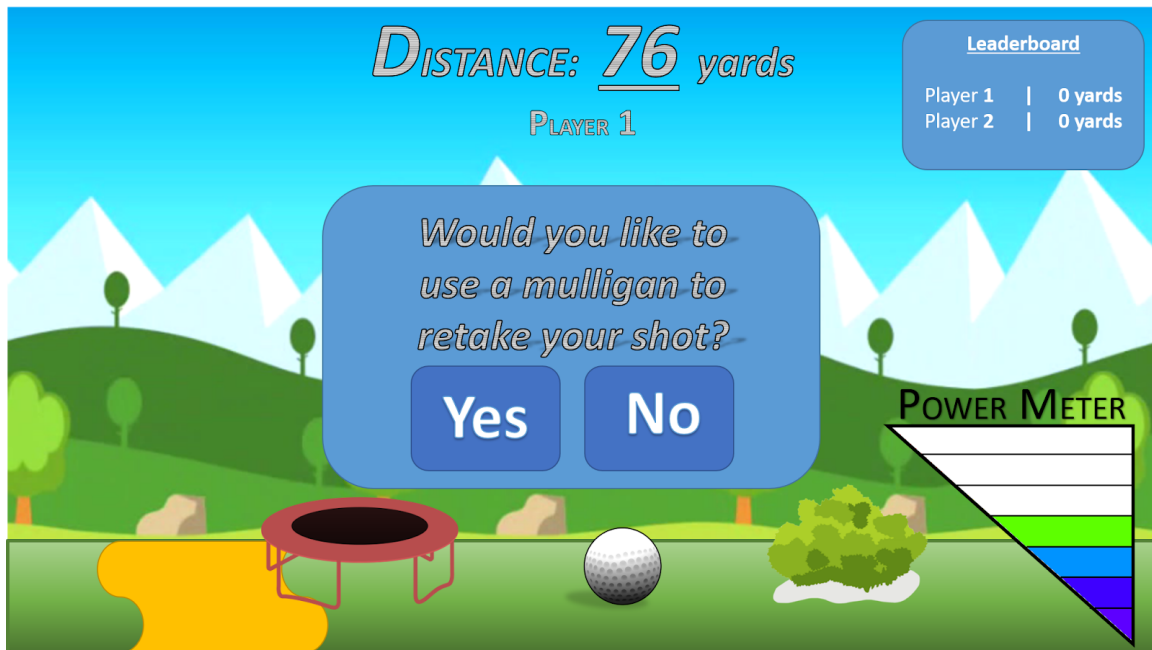 DISTANCE: 76 yards
PLAYER 1
Leaderboard
Player 1 | 0 yards
Player 2 | 0 yards
Would you like to
use a mulligan to
retake your shot?
Yes No
POWER METER